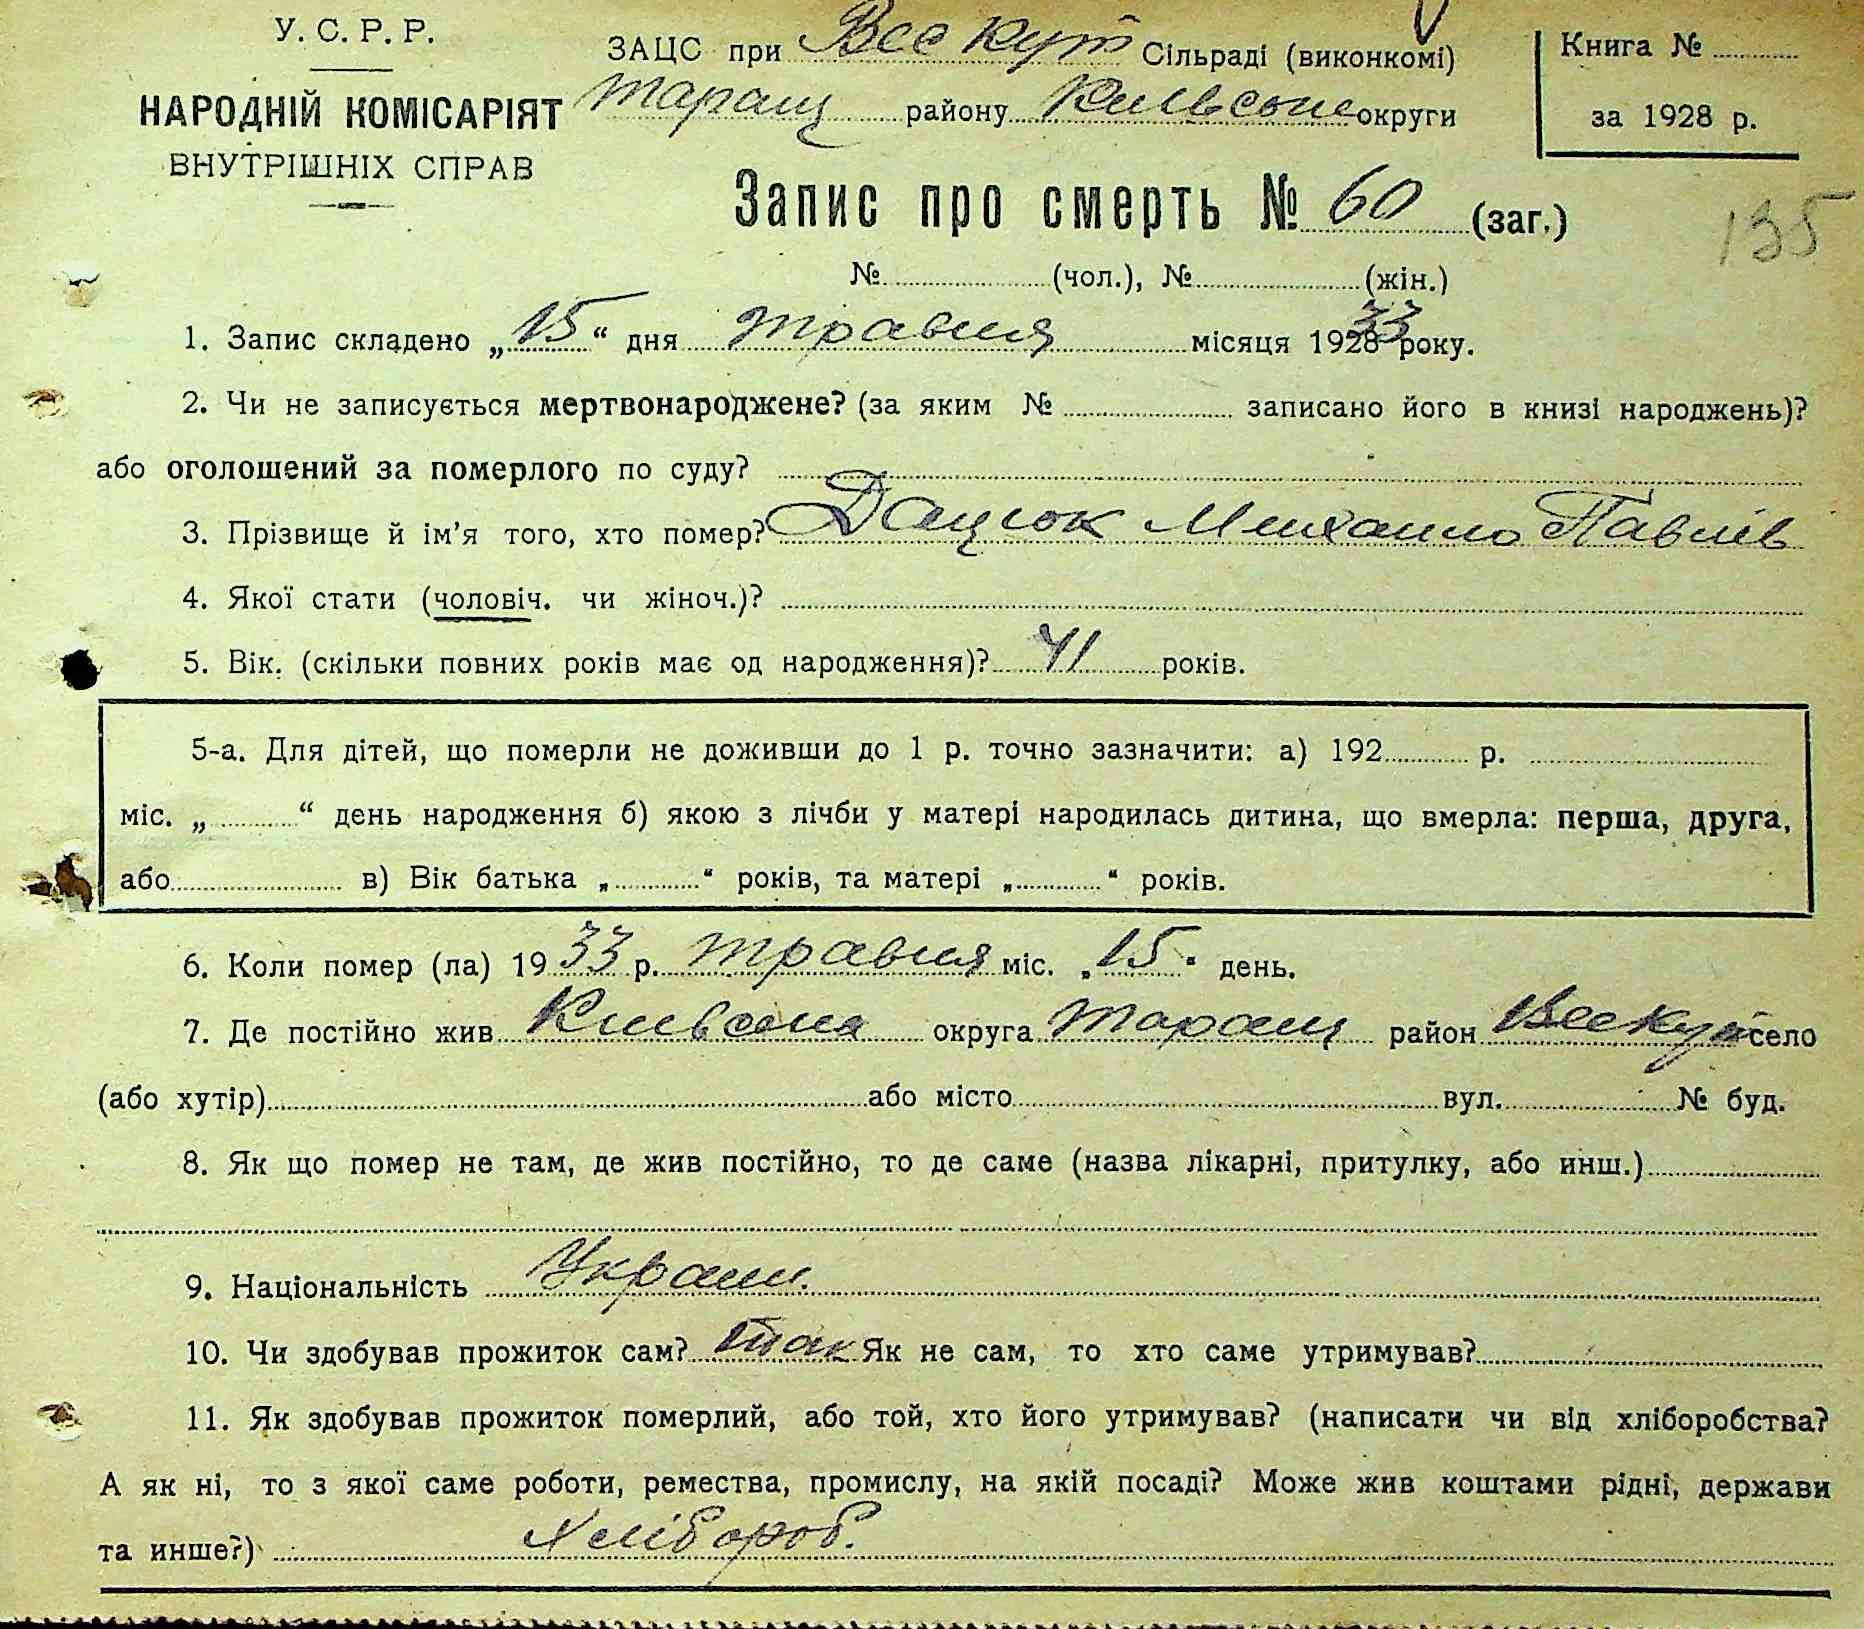 У. С. Р. Р.
НАРОДНІЙ КОМІСАРІЯТ
ВНУТРІШНІХ СПРАВ
ЗАЦС при Вес Кут Сільраді (виконкомі)
Таращ району Київське округи
Книга №
за 1928 р.
Запис про смерть № 60 (заг.)
135
№ (чол.), № (жін.)
1. Запис складено „15“ дня травня місяця 1928 33 року.
2. Чи не записується мертвонароджене? (за яким № записано його в книзі народжень)?
або оголошений за померлого по суду?
3. Прізвище й ім’я того, хто помер? Дацюк Михаило Павлів
4. Якої стати (чоловіч. чи жіноч.)?
5. Вік. (скільки повних років має од народження)? 41 років.
5-а. Для дітей, що померли не доживши до 1 р. точно зазначити: а) 192 р.
міс. „ “ день народження б) якою з лічби у матері народилась дитина, що вмерла: перша, друга,
або в) Вік батька „ “ років, та матері „ “ років.
6. Коли помер (ла) 1933 р. травня міс. „15“ день.
7. Де постійно жив Київська округа Таращ район Вескут село
(або хутір) або місто вул. № буд.
8. Як що помер не там, де жив постійно, то де саме (назва лікарні, притулку, або инш.)
9. Національність Украин.
10. Чи здобував прожиток сам? так Як не сам, то хто саме утримував?
11. Як здобував прожиток померлий, або той, хто його утримував? (написати чи від хліборобства?
А як ні, то з якої саме роботи, ремества, промислу, на якій посаді? Може жив коштами рідні, держави
та инше?) Хлібороб.